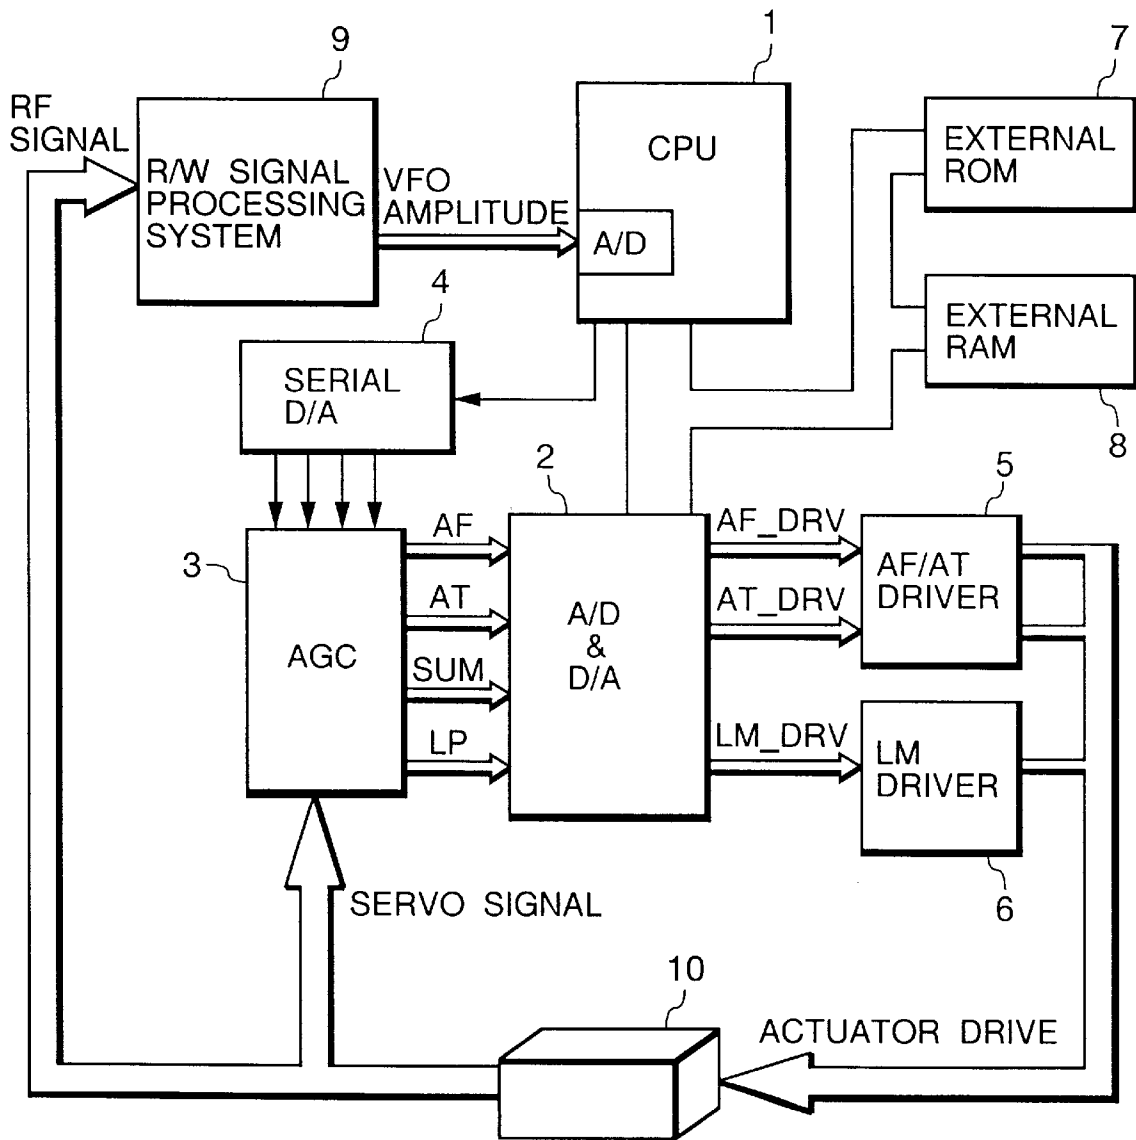 9
1
7
RF
SIGNAL
R/W SIGNAL
PROCESSING
SYSTEM
VFO
AMPLITUDE
CPU
A/D
EXTERNAL
ROM
4
SERIAL
D/A
EXTERNAL
RAM
8
2
5
3
AGC
AF
AT
SUM
LP
A/D
&
D/A
AF_DRV
AT_DRV
LM_DRV
AF/AT
DRIVER
LM
DRIVER
6
SERVO SIGNAL
10
ACTUATOR DRIVE